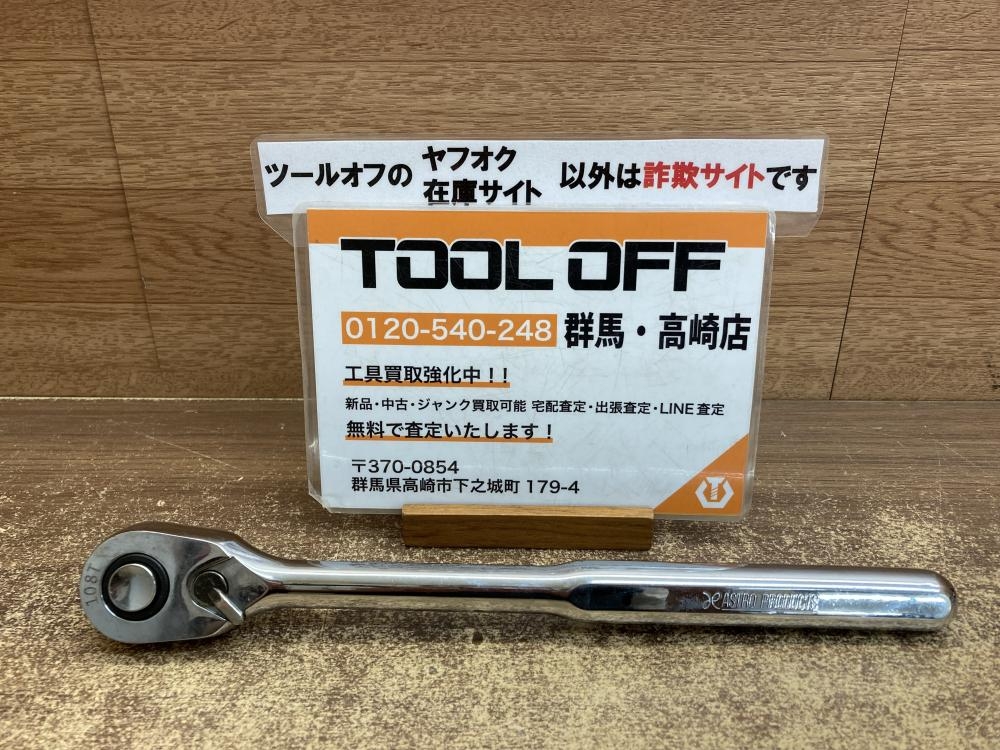 ツールオフの ヤフオク 在庫サイト 以外は詐欺サイトです
TOOL OFF
0120-540-248 群馬・高崎店
工具買取強化中！！
新品・中古・ジャンク買取可能 宅配査定・出張査定・LINE査定
無料で査定いたします！
〒370-0854
群馬県高崎市下之城町 179-4
108T
ASTRO PRODUCTS